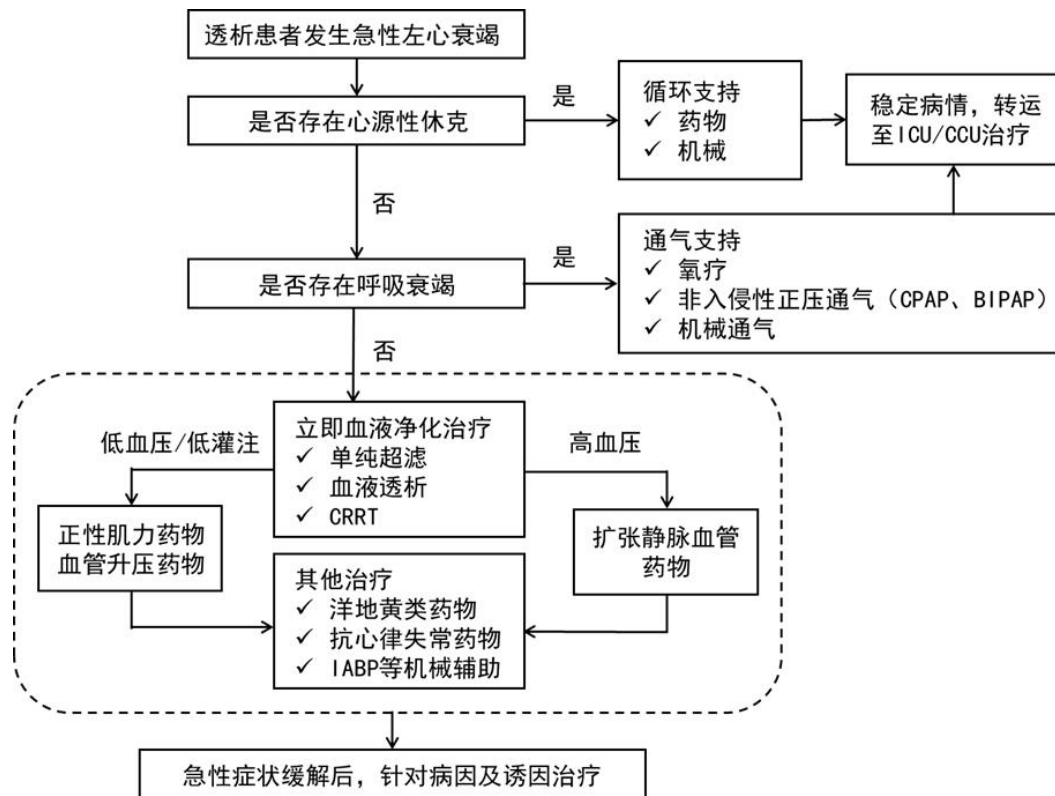 透析患者发生急性左心衰竭
是否存在心源性休克
是
循环支持
✓ 药物
✓ 机械
稳定病情，转运
至ICU/CCU治疗
否
是否存在呼吸衰竭
是
通气支持
✓ 氧疗
✓ 非入侵性正压通气（CPAP、BIPAP）
✓ 机械通气
否
立即血液净化治疗
✓ 单纯超滤
✓ 血液透析
✓ CRRT
低血压/低灌注
正性肌力药物
血管升压药物
高血压
扩张静脉血管
药物
其他治疗
✓ 洋地黄类药物
✓ 抗心律失常药物
✓ IABP等机械辅助
急性症状缓解后，针对病因及诱因治疗